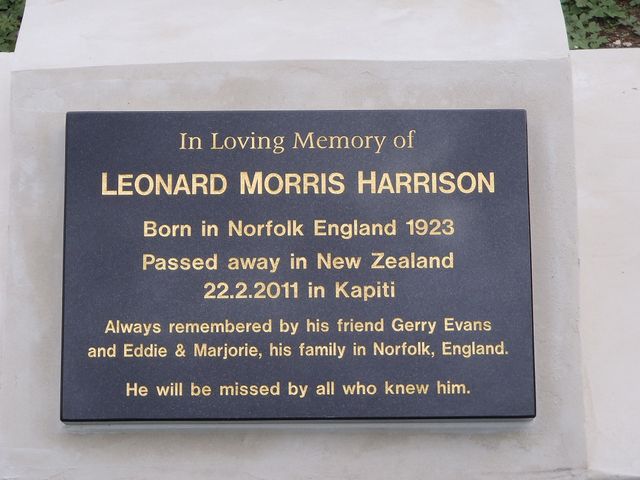 In Loving Memory of
LEONARD MORRIS HARRISON
Born in Norfolk England 1923
Passed away in New Zealand
22.2.2011 in Kapiti
Always remembered by his friend Gerry Evans
and Eddie & Marjorie, his family in Norfolk, England.
He will be missed by all who knew him.